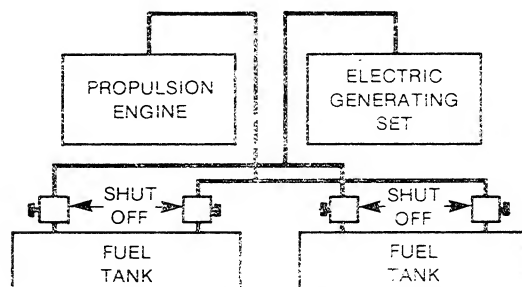 PROPULSION
ENGINE
ELECTRIC
GENERATING
SET
SHUT
OFF
SHUT
OFF
FUEL
TANK
FUEL
TANK